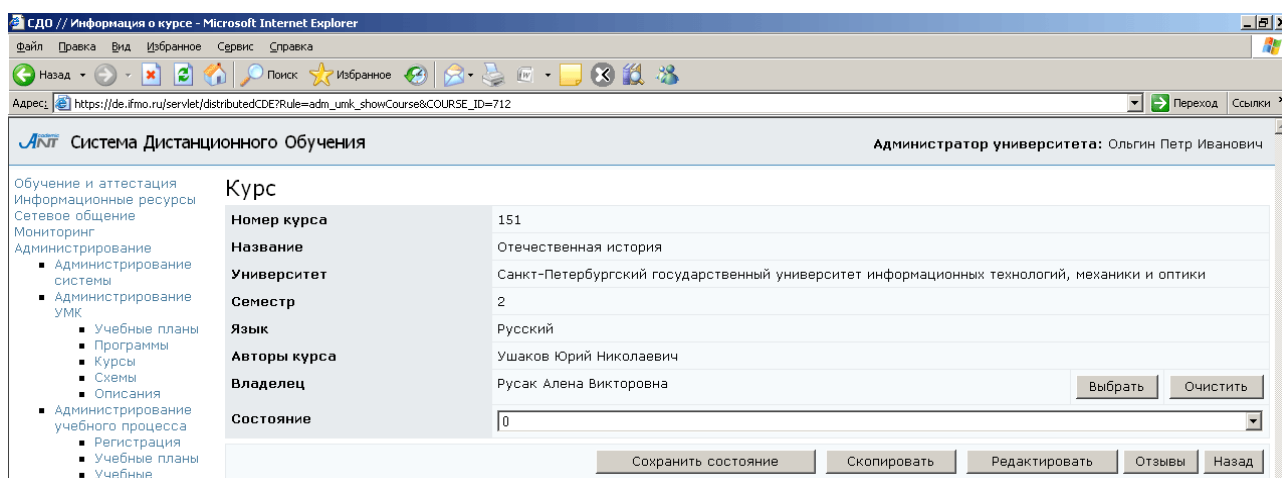 СДО // Информация о курсе - Microsoft Internet Explorer
Файл Правка Вид Избранное Сервис Справка
Назад Поиск Избранное
Адрес: https://de.ifmo.ru/servlet/distributedCDE?Rule=adm_umk_showCourse&COURSE_ID=712 Переход Ссылки
Academic ANT Система Дистанционного Обучения Администратор университета: Ольгин Петр Иванович
Обучение и аттестация
Информационные ресурсы
Сетевое общение
Мониторинг
Администрирование
Администрирование
системы
Администрирование
УМК
Учебные планы
Программы
Курсы
Схемы
Описания
Администрирование
учебного процесса
Регистрация
Учебные планы
Учебные
Курс
Номер курса 151
Название Отечественная история
Университет Санкт-Петербургский государственный университет информационных технологий, механики и оптики
Семестр 2
Язык Русский
Авторы курса Ушаков Юрий Николаевич
Владелец Русак Алена Викторовна Выбрать Очистить
Состояние 0
Сохранить состояние Скопировать Редактировать Отзывы Назад